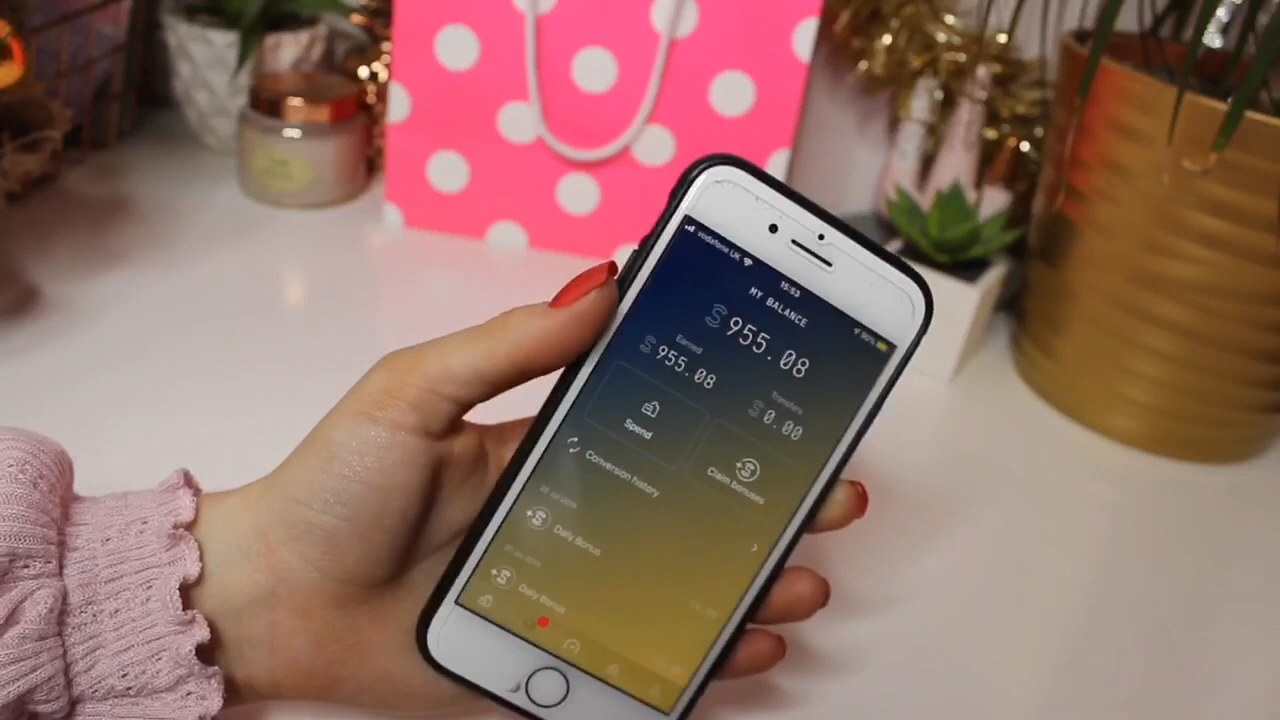 vodafone UK
15:53
90%
MY BALANCE
955.08
Earned
955.08
Transfers
0.00
Spend
Claim bonuses
Conversion history
Daily Bonus
Daily Bonus